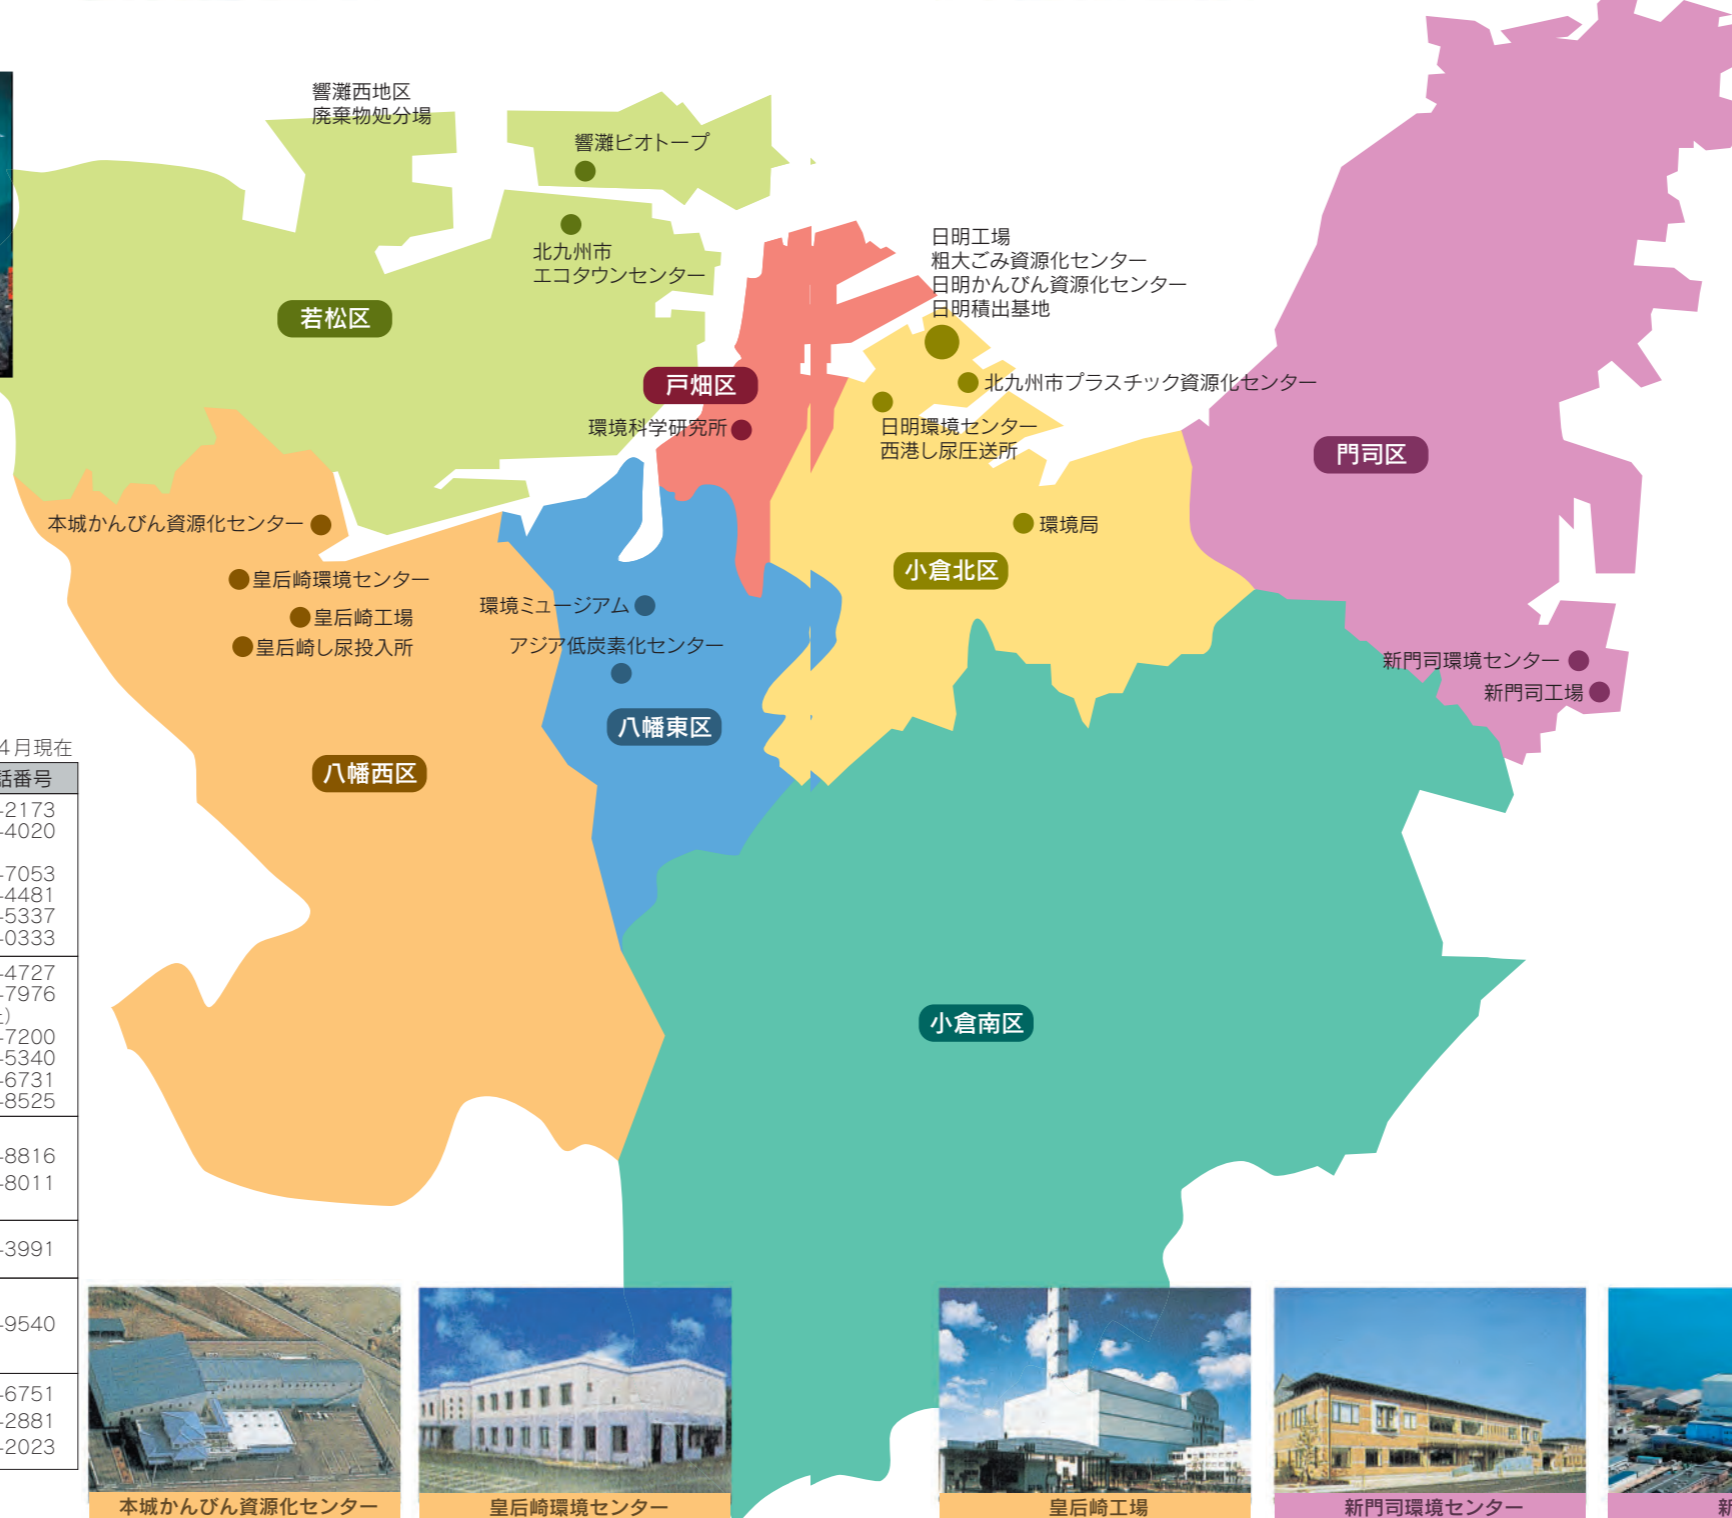 響灘西地区
廃棄物処分場
響灘ビオトープ
北九州市
エコタウンセンター
若松区
日明工場
粗大ごみ資源化センター
日明かんびん資源化センター
日明積出基地
戸畑区
環境科学研究所
北九州市プラスチック資源化センター
日明環境センター
西港し尿圧送所
門司区
本城かんびん資源化センター
環境局
小倉北区
皇后崎環境センター
皇后崎工場
皇后崎し尿投入所
環境ミュージアム
アジア低炭素化センター
新門司環境センター
新門司工場
八幡東区
八幡西区
小倉南区
4月現在
話番号
-2173
-4020
-7053
-4481
-5337
-0333
-4727
-7976
-7200
-5340
-6731
-8525
-8816
-8011
-3991
-9540
-6751
-2881
-2023
本城かんびん資源化センター
皇后崎環境センター
皇后崎工場
新門司環境センター
新